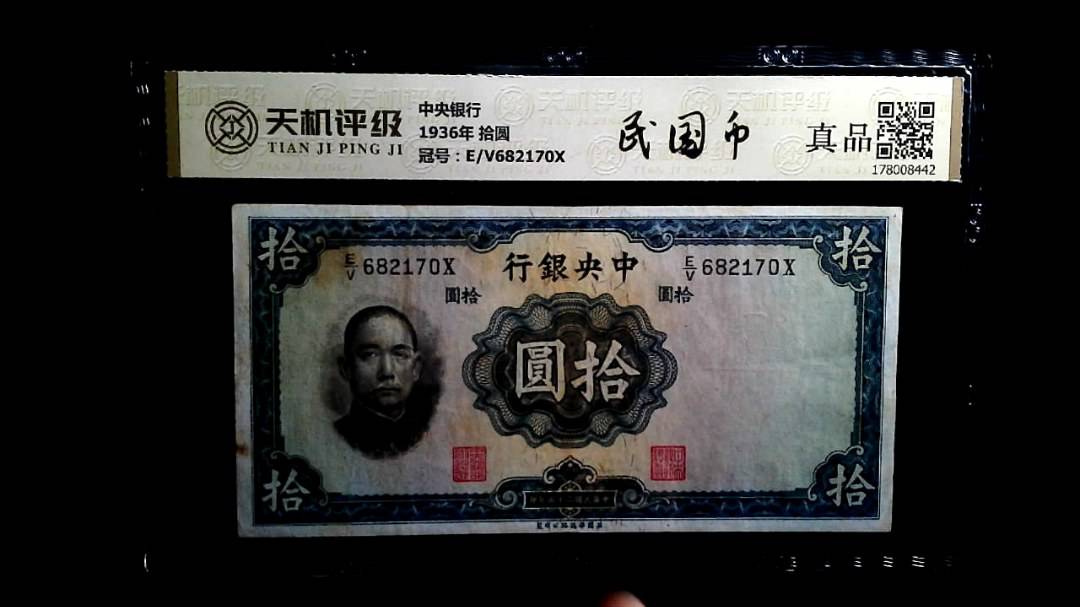 天机评级
TIAN JI PING JI
中央银行
1936年 拾圆
冠号：E/V682170X
民国币
真品
178008442
拾
拾
E/V 682170X
行銀央中
E/V 682170X
圓拾
圓拾
圓拾
拾
拾